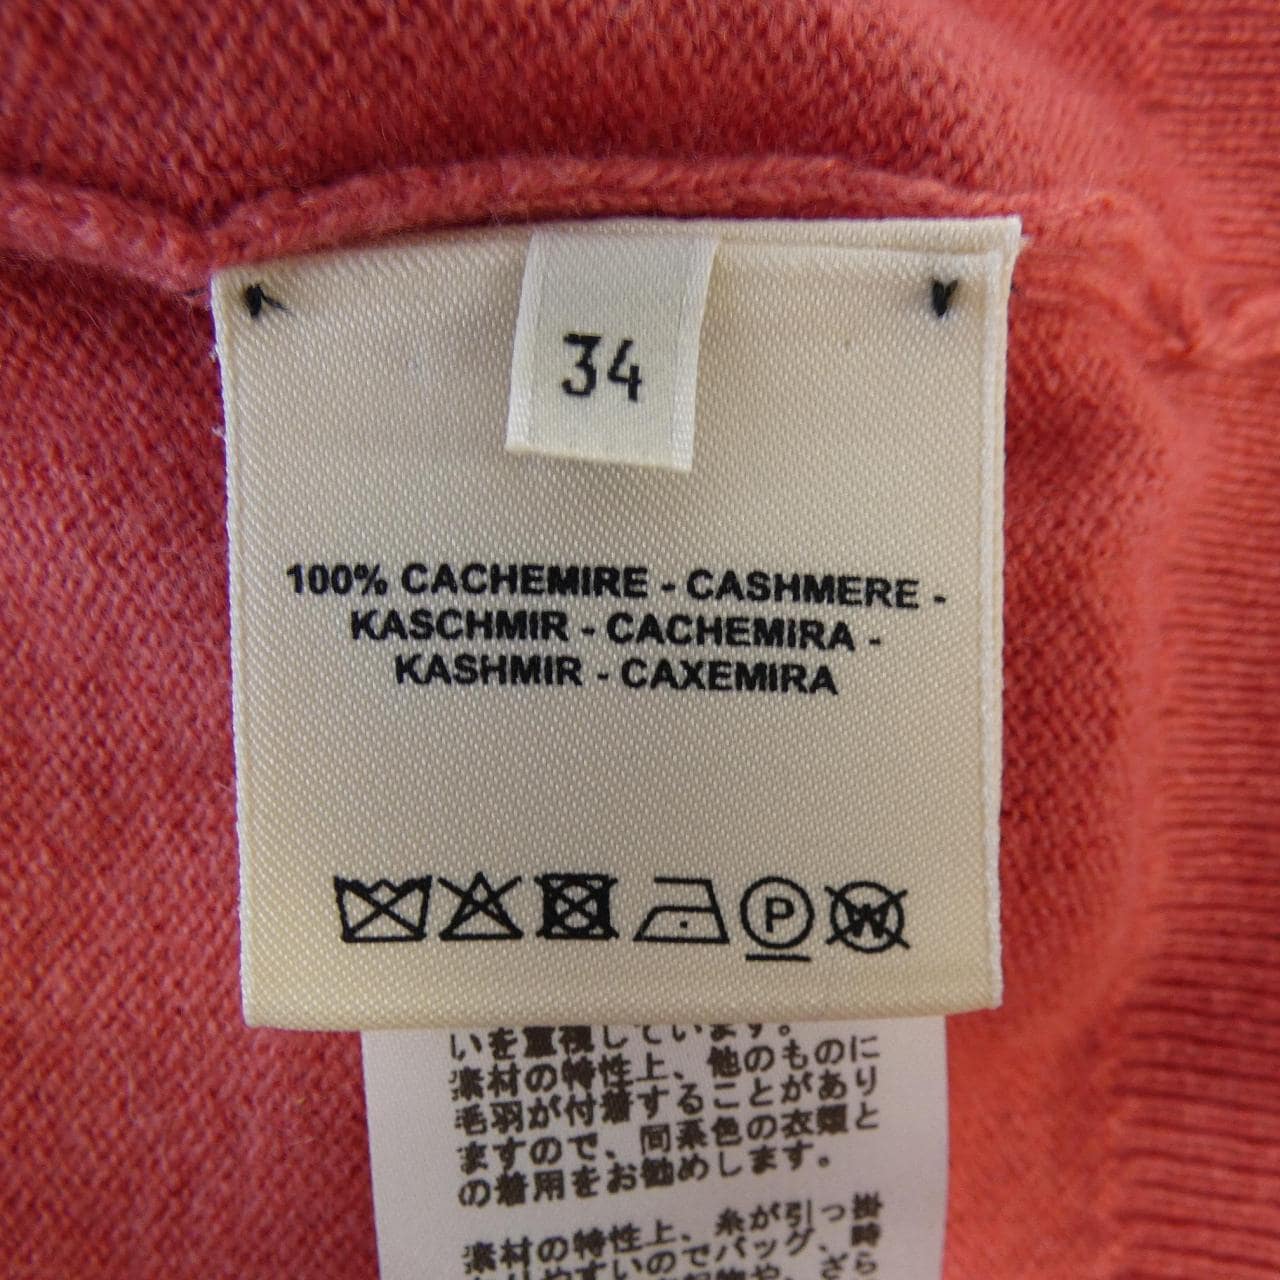 34
100% CACHEMIRE - CASHMERE -
KASCHMIR - CACHEMIRA -
KASHMIR - CAXEMIRA
P
W
いを重視しています。
素材の特性上、他のものに
毛羽が付着することがあり
ますので、同系色の衣類と
の着用をお勧めします。
素材の特性上、糸が引っ掛
やすいのでバッグ、時
や、ざら